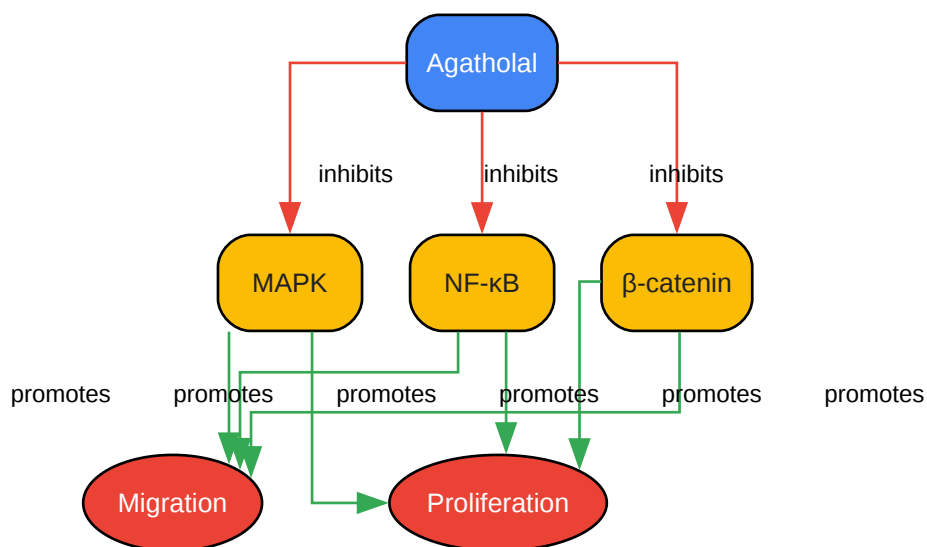 Agatholal
inhibits
inhibits
inhibits
MAPK
NF-κB
β-catenin
promotes
promotes
promotes
promotes
promotes
promotes
Migration
Proliferation